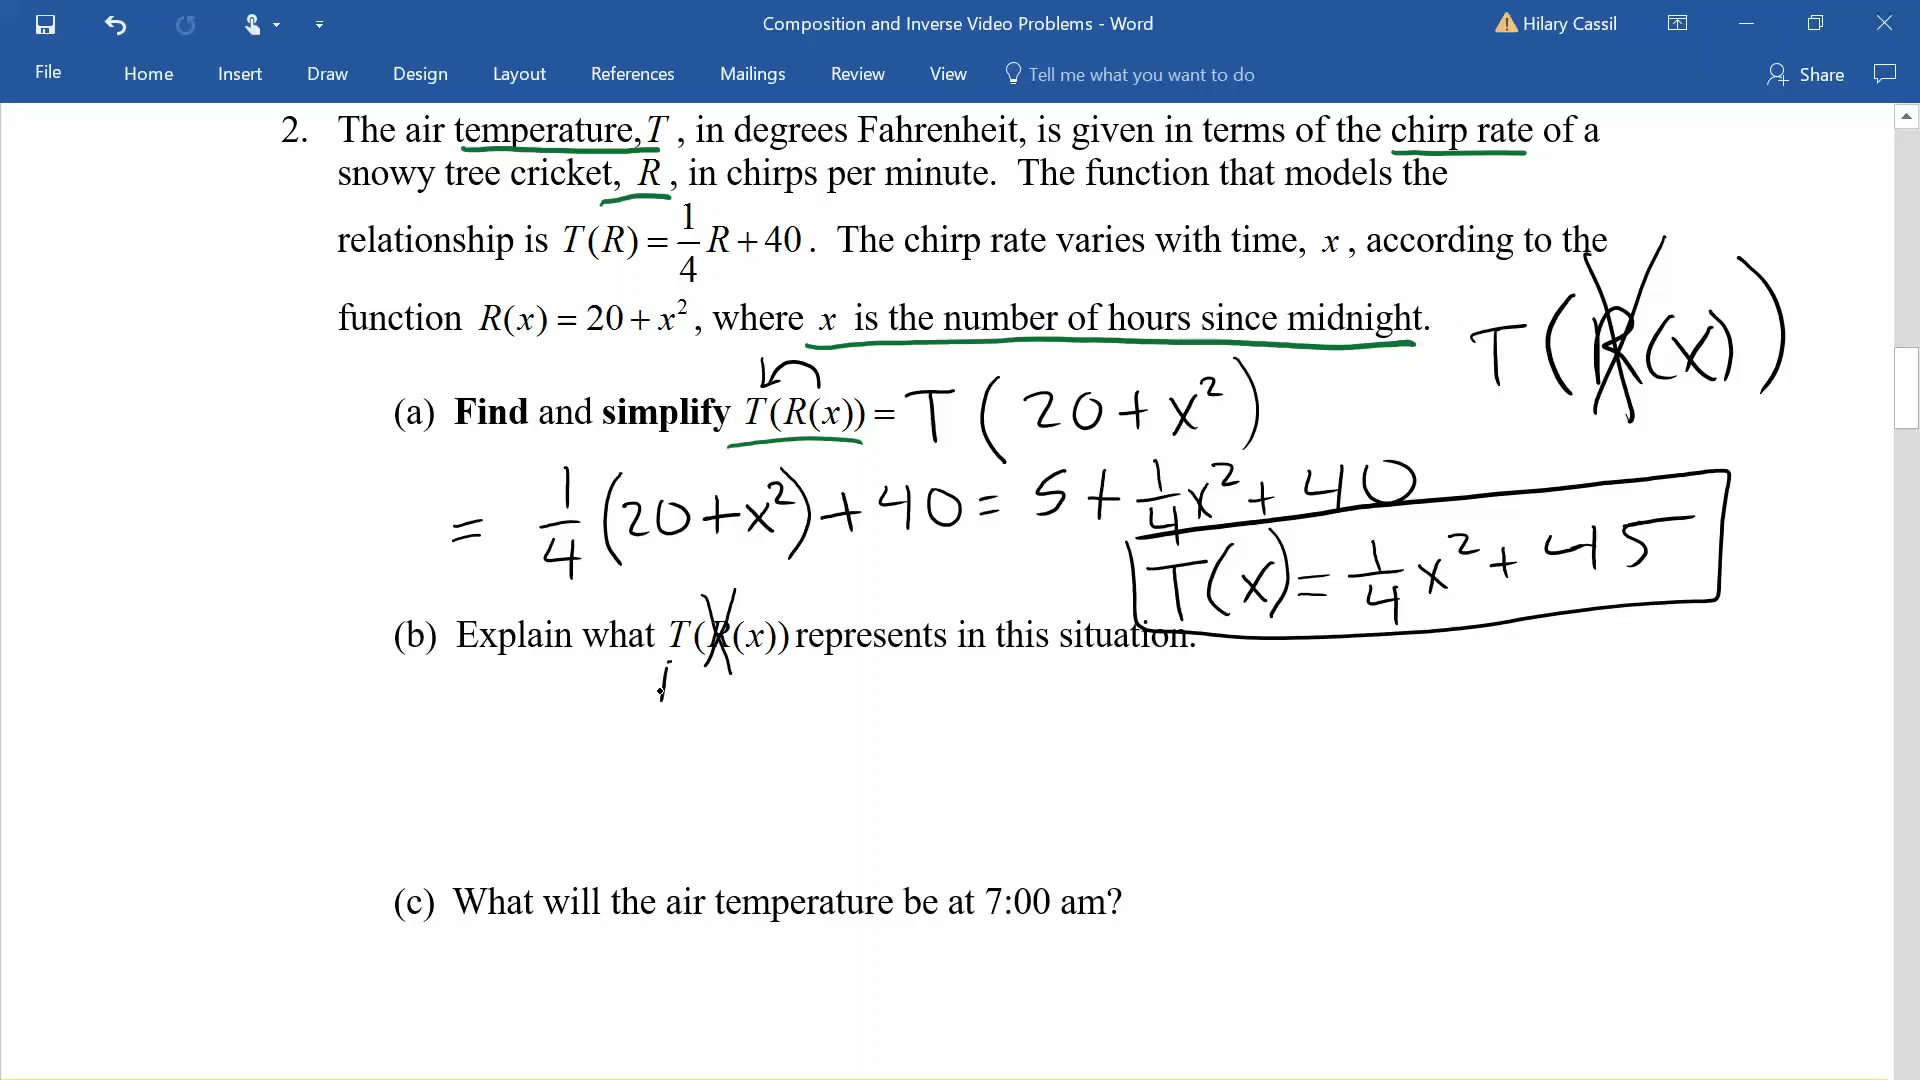 Composition and Inverse Video Problems - Word
Hilary Cassil
File Home Insert Draw Design Layout References Mailings Review View Tell me what you want to do Share
2. The air temperature, T , in degrees Fahrenheit, is given in terms of the chirp rate of a
snowy tree cricket, R , in chirps per minute. The function that models the
relationship is T(R) = 1/4 R + 40 . The chirp rate varies with time, x , according to the
function R(x) = 20 + x² , where x is the number of hours since midnight.
T(R(x))
(a) Find and simplify T(R(x)) = T(20 + x²)
= 1/4 (20 + x²) + 40 = 5 + 1/4 x² + 40
T(x) = 1/4 x² + 45
(b) Explain what T(R(x)) represents in this situation.
(c) What will the air temperature be at 7:00 am?